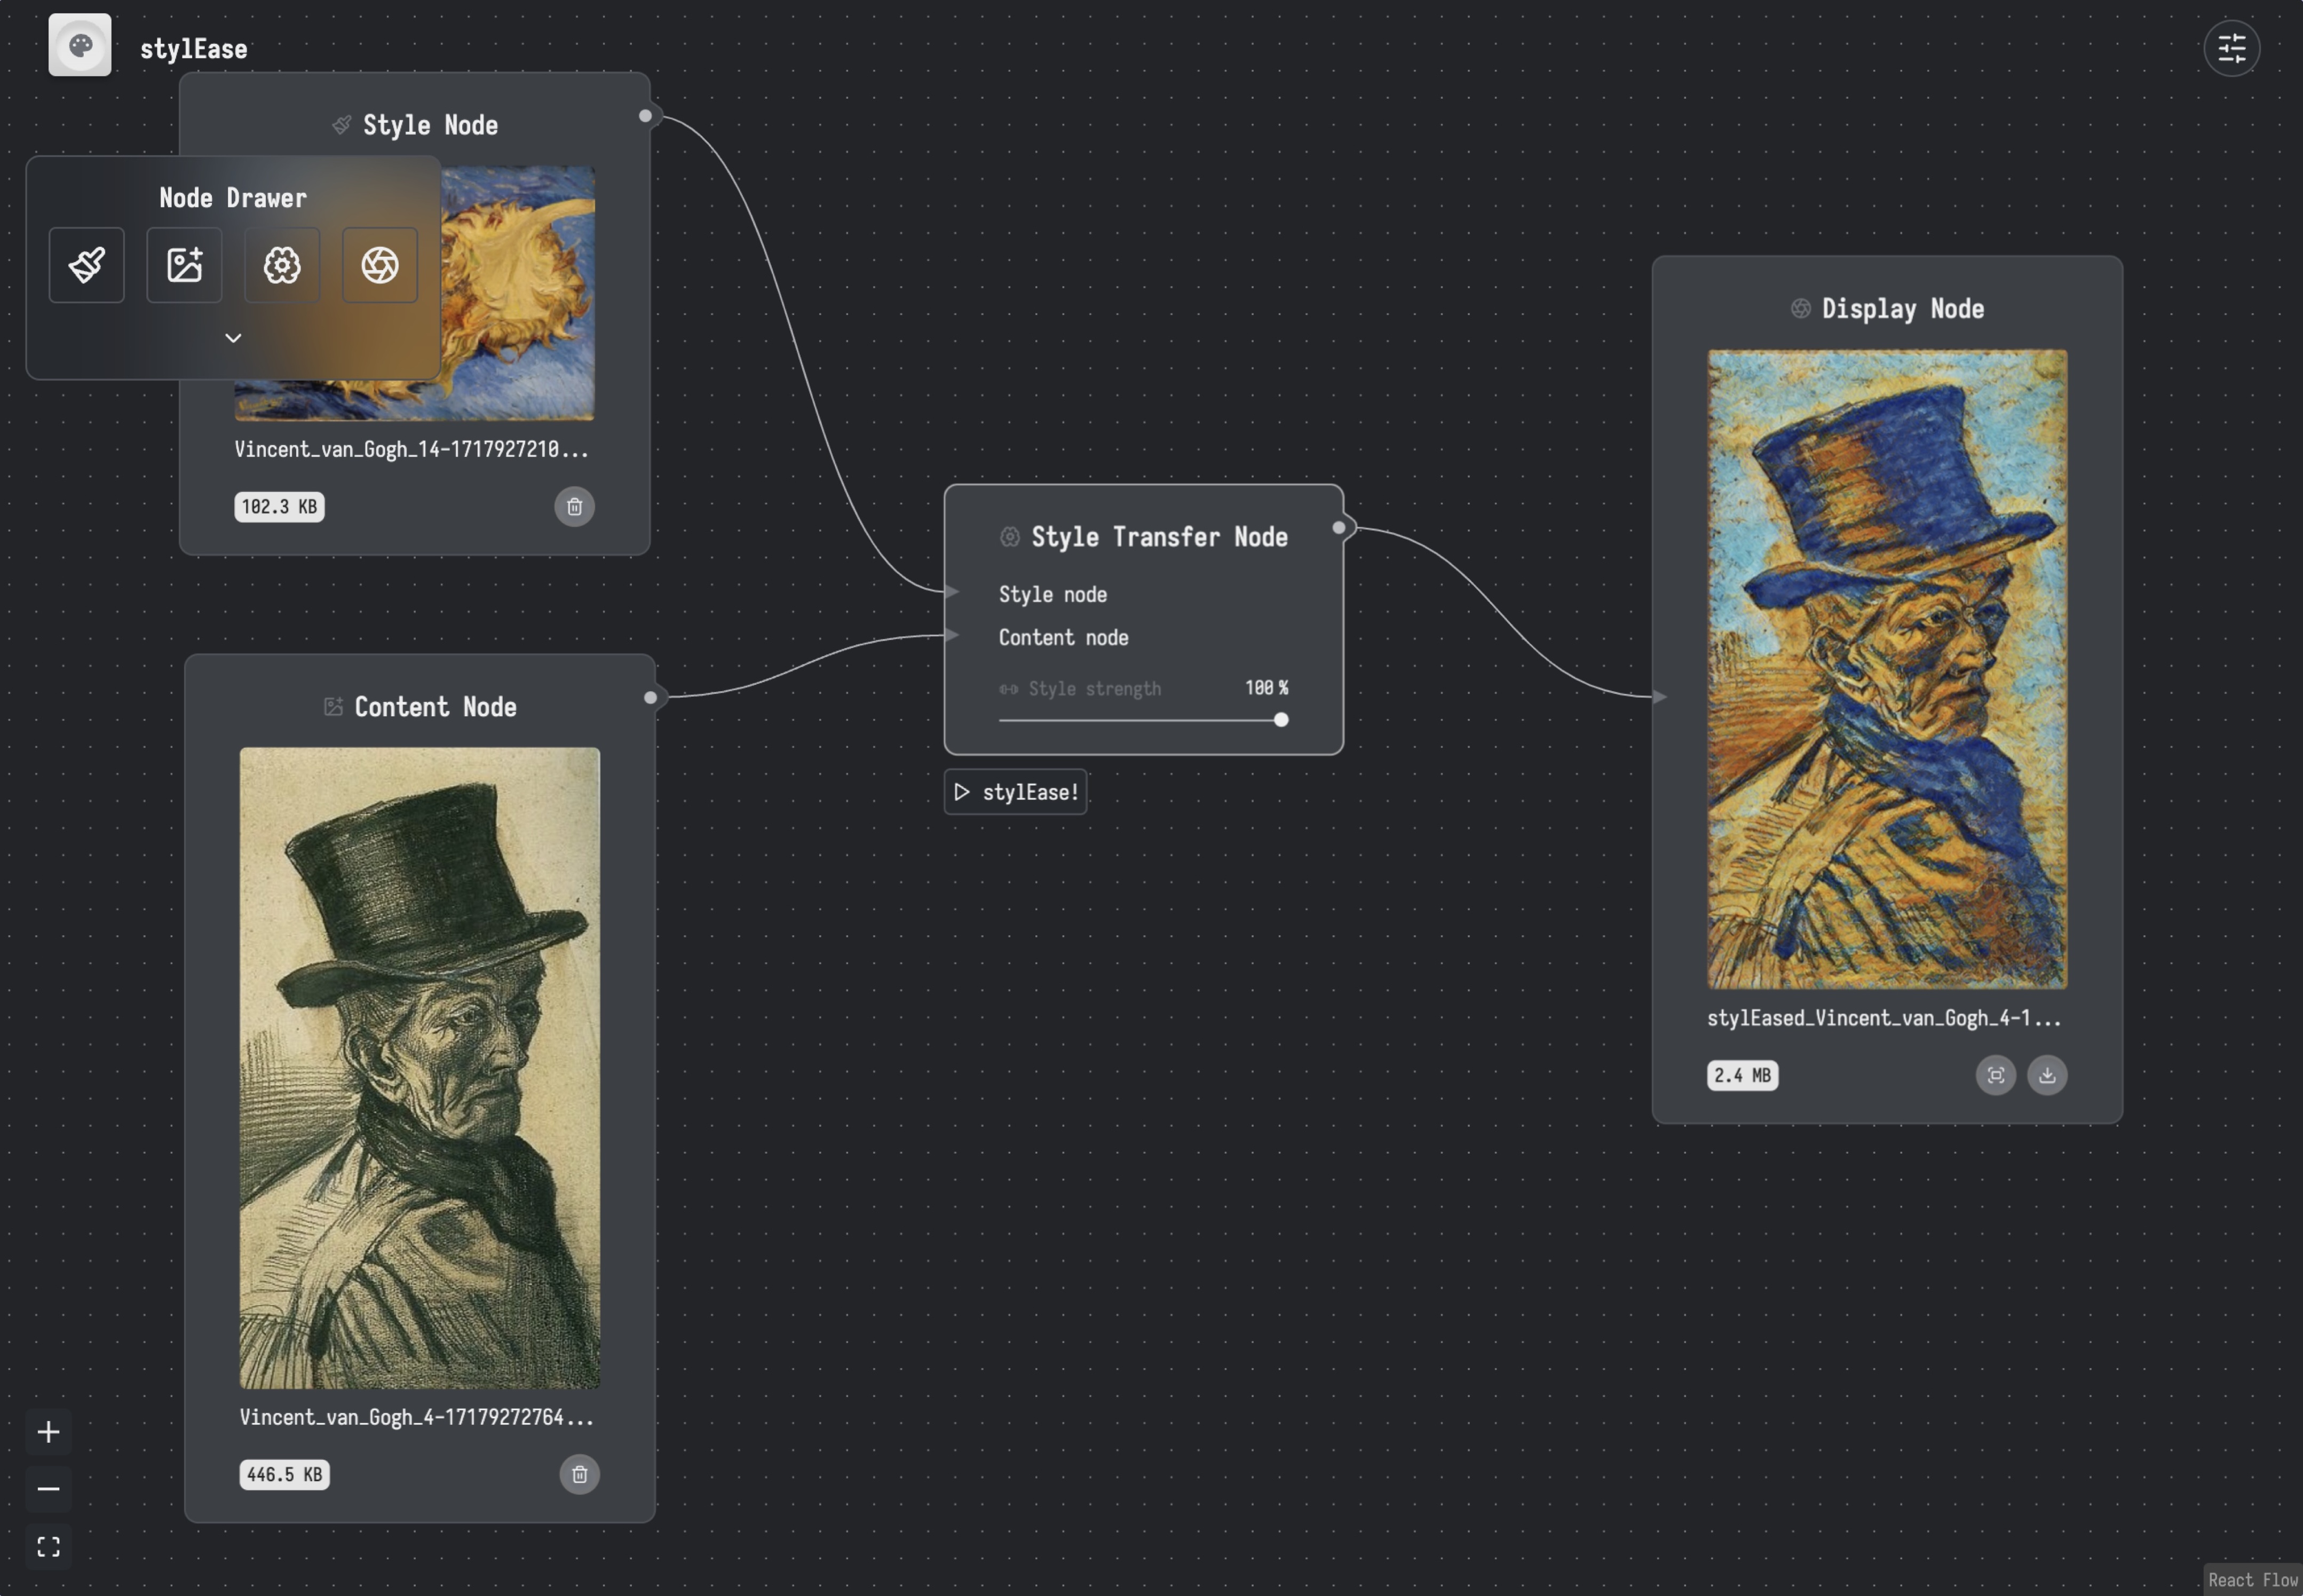 stylEase
Style Node
Node Drawer
Vincent_van_Gogh_14-1717927210...
102.3 KB
Content Node
Vincent_van_Gogh_4-17179272764...
446.5 KB
Style Transfer Node
Style node
Content node
Style strength 100 %
stylEase!
Display Node
stylEased_Vincent_van_Gogh_4-1...
2.4 MB
React Flow